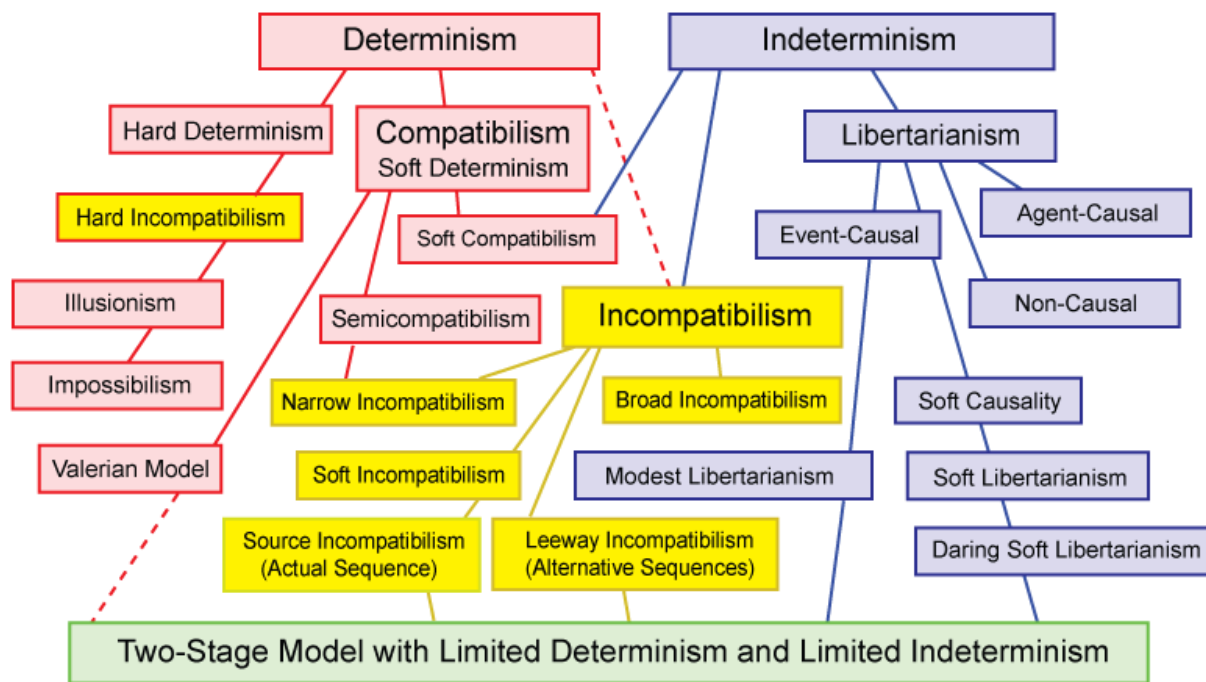 Determinism
Indeterminism
Hard Determinism
Compatibilism
Soft Determinism
Libertarianism
Hard Incompatibilism
Soft Compatibilism
Event-Causal
Agent-Causal
Illusionism
Semicompatibilism
Incompatibilism
Non-Causal
Impossibilism
Narrow Incompatibilism
Broad Incompatibilism
Soft Causality
Valerian Model
Soft Incompatibilism
Modest Libertarianism
Soft Libertarianism
Source Incompatibilism
(Actual Sequence)
Leeway Incompatibilism
(Alternative Sequences)
Daring Soft Libertarianism
Two-Stage Model with Limited Determinism and Limited Indeterminism